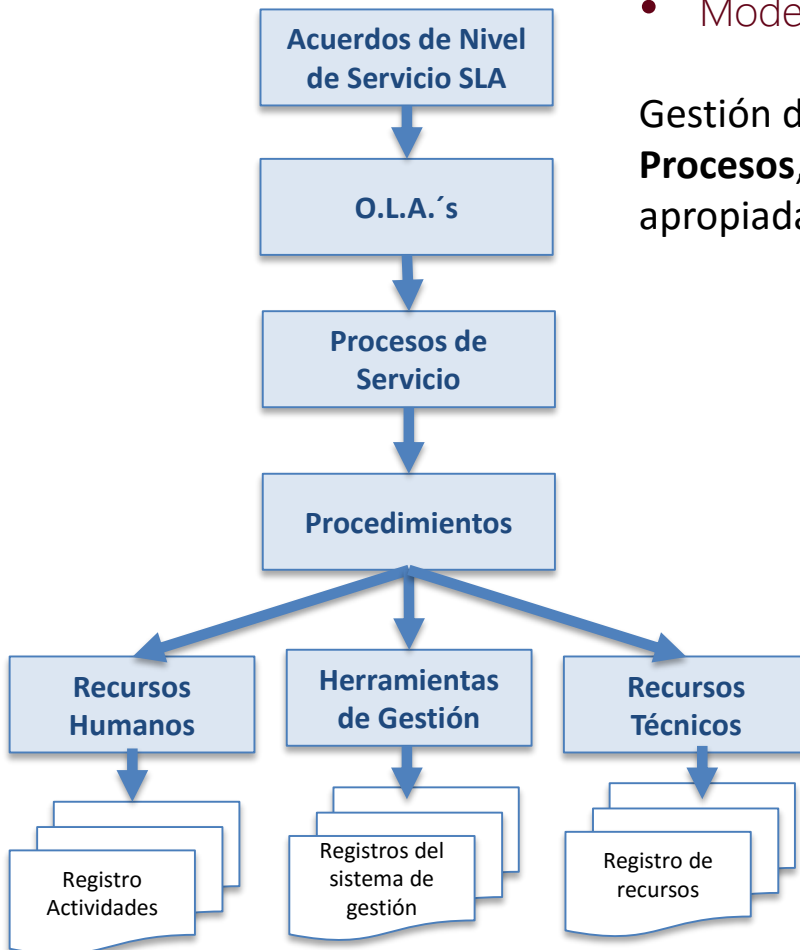 Acuerdos de Nivel
de Servicio SLA
O.L.A.´s
Procesos de
Servicio
Procedimientos
Recursos
Humanos
Herramientas
de Gestión
Recursos
Técnicos
Registro
Actividades
Registros del
sistema de
gestión
Registro de
recursos
•
Gestión
Procesos,